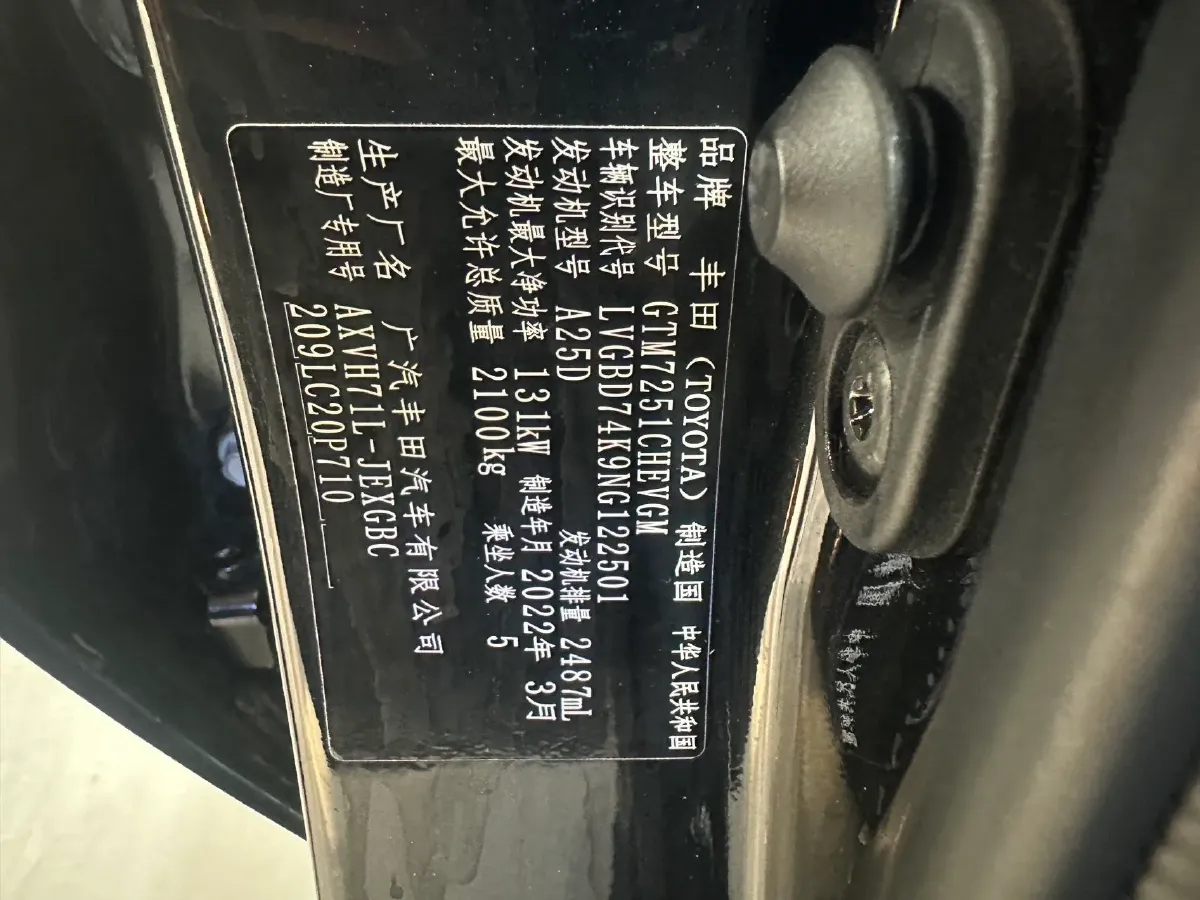 品牌 丰田（TOYOTA） 制造国 中华人民共和国
整车型号 GTM7251CHEVGM
车辆识别代号 LVGBD74K9NG122501
发动机型号 A25D 发动机排量 2487mL
发动机最大净功率 131kW 制造年月 2022年 3月
最大允许总质量 2100kg 乘坐人数 5
生产厂名 广汽丰田汽车有限公司
制造厂专用号 AXVH71L-JEXGBC
209LC20P710